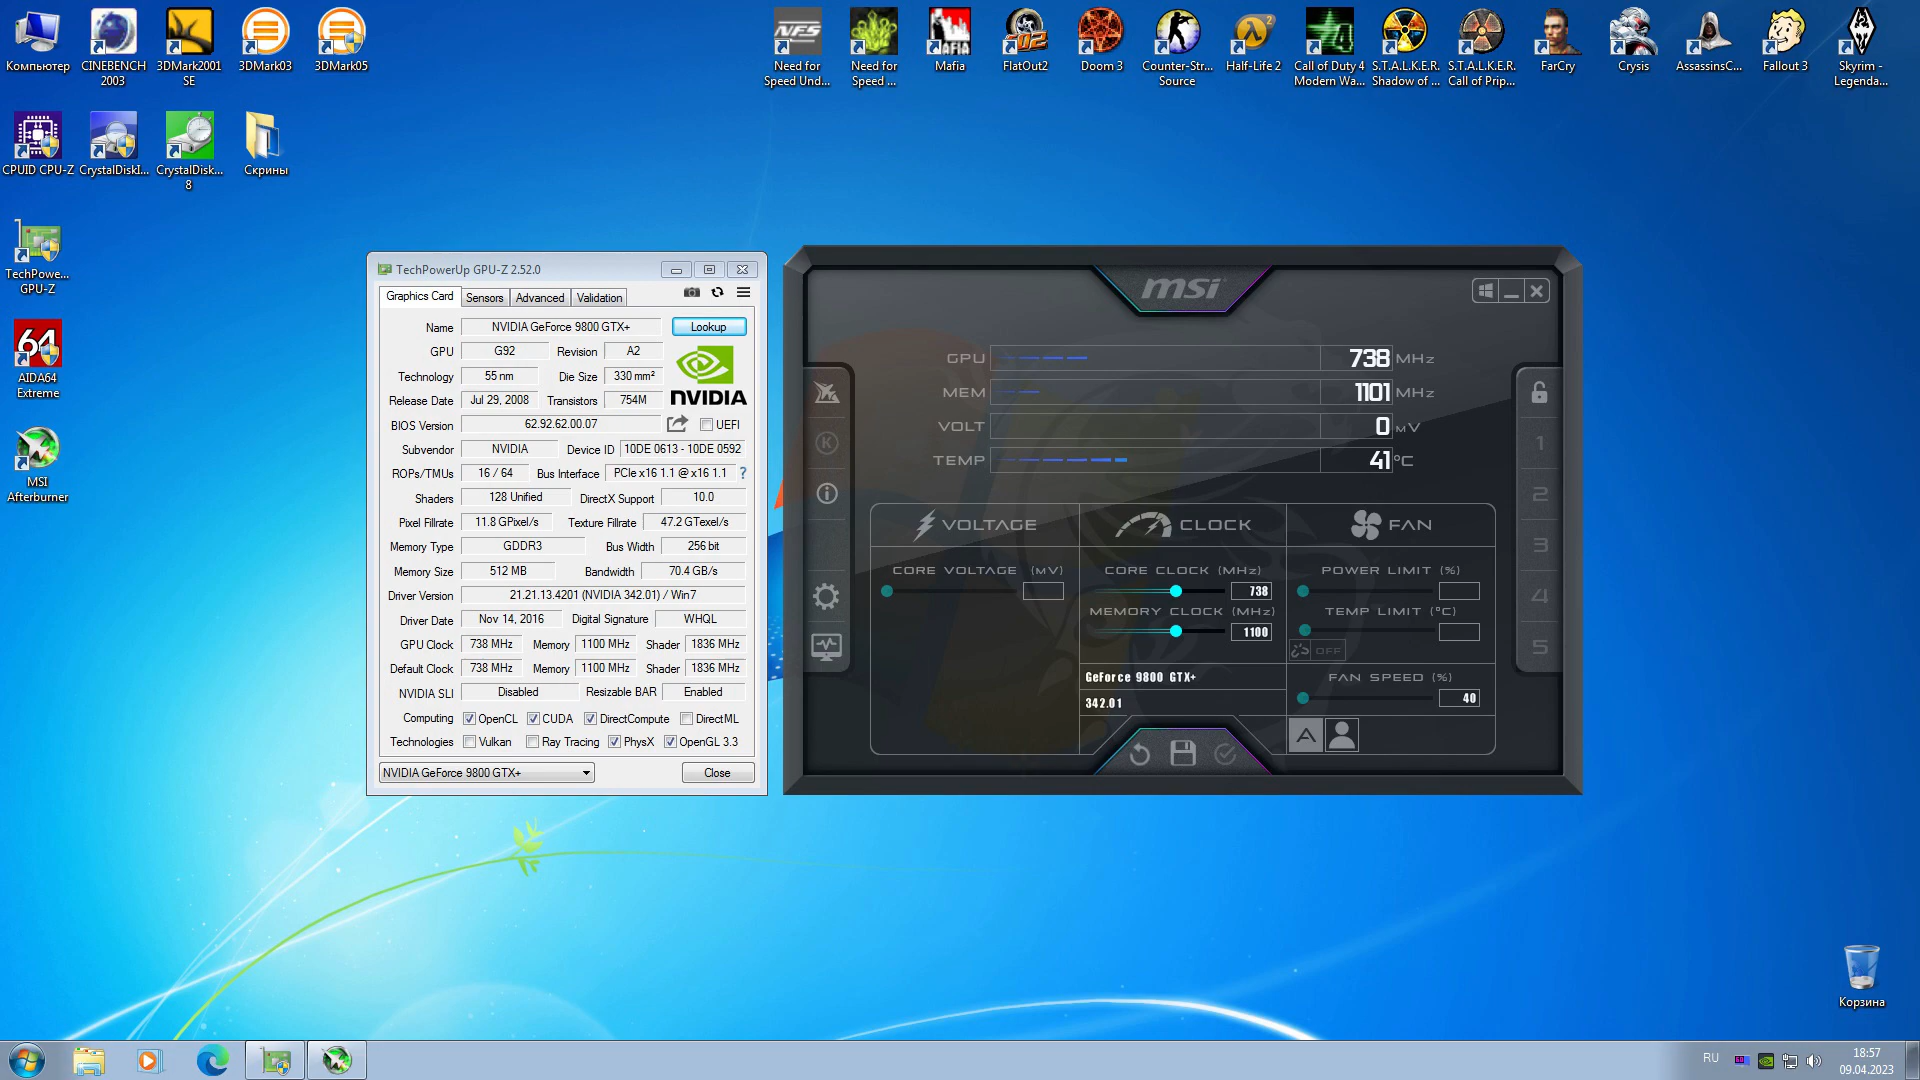 Компьютер
CINEBENCH
2003
3DMark2001
SE
3DMark03
3DMark05
NFS
Need for
Speed Und...
Need for
Speed ...
MAFIA
Mafia
02
FlatOut2
Doom 3
Counter-Str...
Source
2
Half-Life 2
4
Call of Duty 4
Modern Wa...
S.T.A.L.K.E.R.
Shadow of ...
S.T.A.L.K.E.R.
Call of Prip...
FarCry
Crysis
AssassinsC...
Fallout 3
Skyrim -
Legenda...
CPUID CPU-Z
CrystalDiskI...
CrystalDisk...
8
Скрины
TechPowe...
GPU-Z
64
AIDA64
Extreme
MSI
Afterburner
TechPowerUp GPU-Z 2.52.0
Graphics Card
Sensors
Advanced
Validation
Name NVIDIA GeForce 9800 GTX+ Lookup
GPU G92 Revision A2
Technology 55 nm Die Size 330 mm²
NVIDIA
Release Date Jul 29, 2008 Transistors 754M
BIOS Version 62.92.62.00.07 UEFI
Subvendor NVIDIA Device ID 10DE 0613 - 10DE 0592
ROPs/TMUs 16 / 64 Bus Interface PCIe x16 1.1 @ x16 1.1 ?
Shaders 128 Unified DirectX Support 10.0
Pixel Fillrate 11.8 GPixel/s Texture Fillrate 47.2 GTexel/s
Memory Type GDDR3 Bus Width 256 bit
Memory Size 512 MB Bandwidth 70.4 GB/s
Driver Version 21.21.13.4201 (NVIDIA 342.01) / Win7
Driver Date Nov 14, 2016 Digital Signature WHQL
GPU Clock 738 MHz Memory 1100 MHz Shader 1836 MHz
Default Clock 738 MHz Memory 1100 MHz Shader 1836 MHz
NVIDIA SLI Disabled Resizable BAR Enabled
Computing OpenCL CUDA DirectCompute DirectML
Technologies Vulkan Ray Tracing PhysX OpenGL 3.3
NVIDIA GeForce 9800 GTX+ Close
msi
GPU 738 MHz
MEM 1101 MHz
VOLT 0 mV
TEMP 41 °C
K
1
2
3
4
5
VOLTAGE
CORE VOLTAGE (MV)
CLOCK
CORE CLOCK (MHz)
738
MEMORY CLOCK (MHz)
1100
GeForce 9800 GTX+
342.01
FAN
POWER LIMIT (%)
TEMP LIMIT (°C)
OFF
FAN SPEED (%)
40
A
Корзина
RU
18:57
09.04.2023